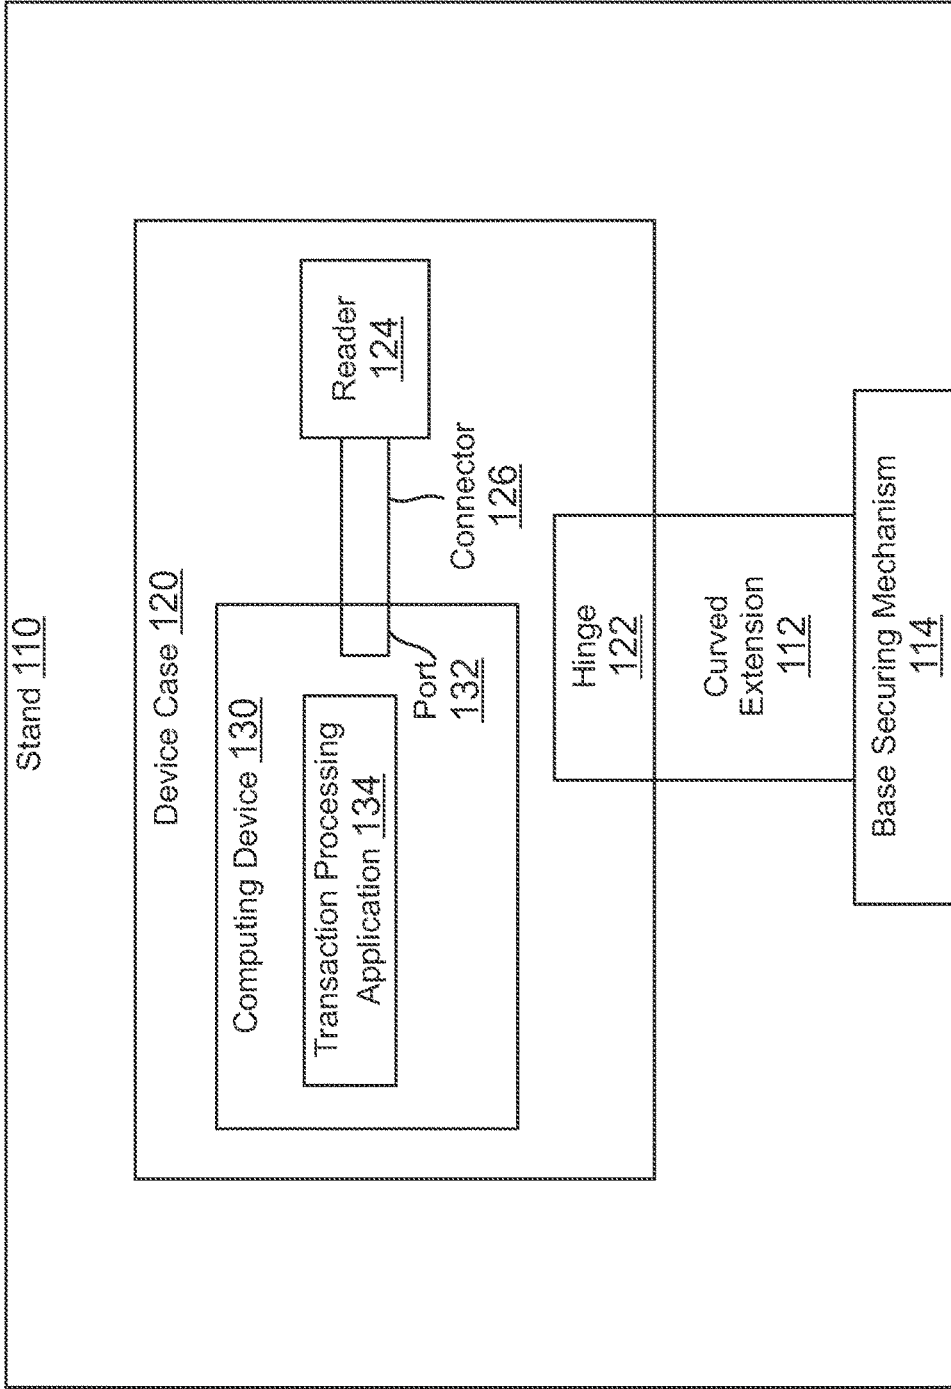 Stand 110
Device Case 120
Computing Device 130
Transaction Processing
Application 134
Port
132
Reader
124
Connector
126
Hinge
122
Curved
Extension
112
Base Securing Mechanism
114